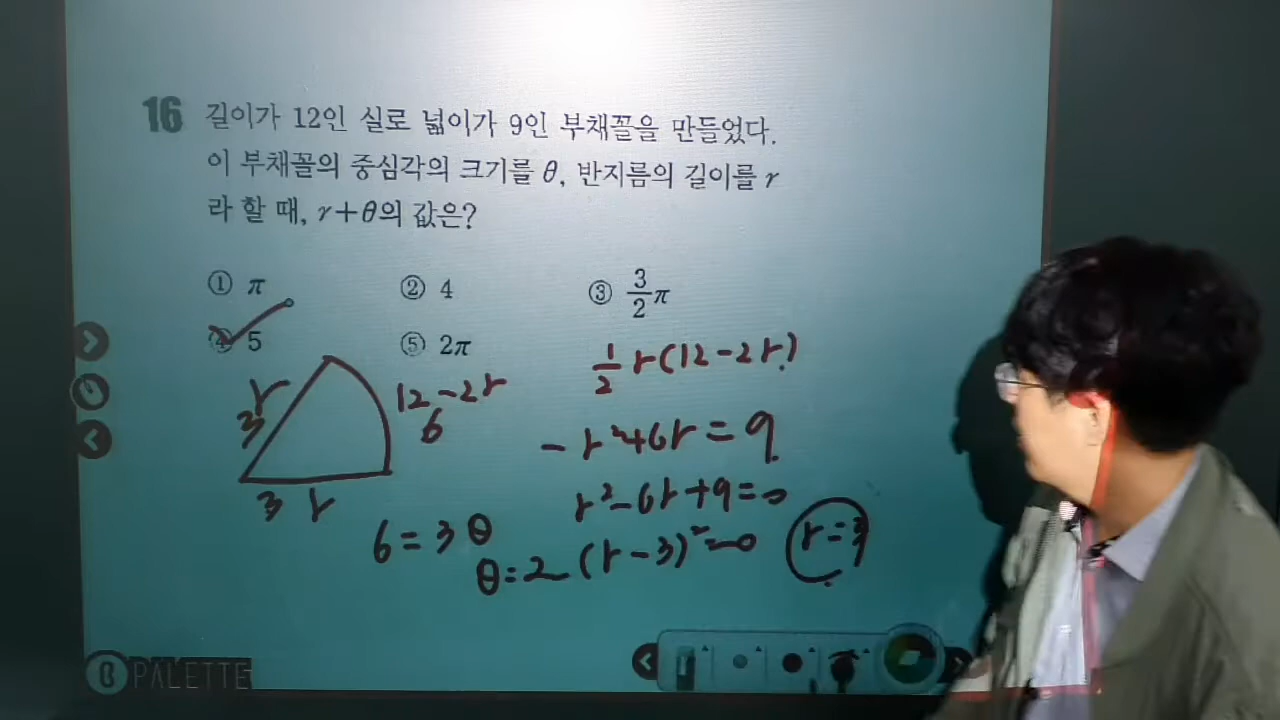 16 길이가 12인 실로 넓이가 9인 부채꼴을 만들었다.
이 부채꼴의 중심각의 크기를 θ, 반지름의 길이를 r
라 할 때, r+θ의 값은?
① π ② 4 ③ 3/2 π
④ 5 ⑤ 2π
1/2 r(12-2r)
r 12-2r
3 6
-r²+6r=9
3 r
r²-6r+9=0
6=3θ
θ=2 (r-3)²=0 r=3
PALETTE